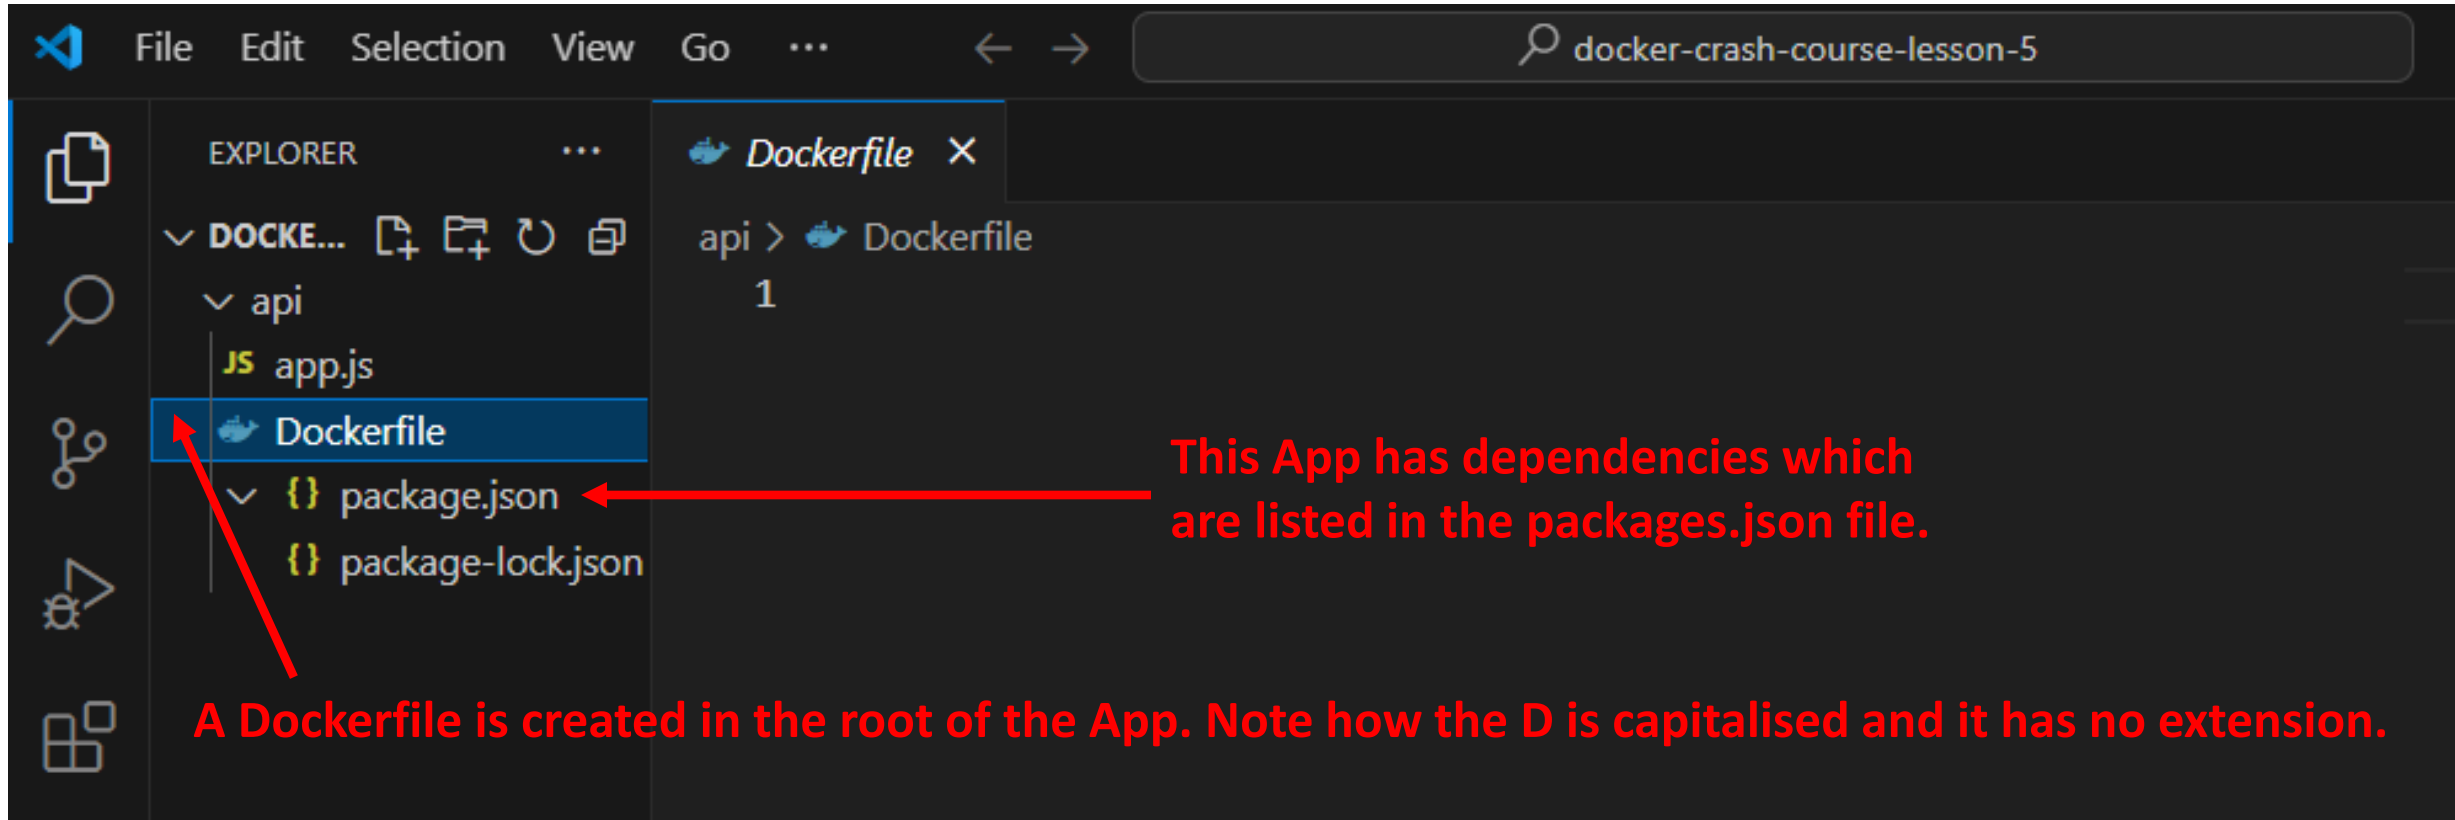 File Edit Selection View Go ··· ← → docker-crash-course-lesson-5
EXPLORER ··· Dockerfile ×
DOCKE...
api > Dockerfile
1
api
JS app.js
Dockerfile
{} package.json
{} package-lock.json
This App has dependencies which
are listed in the packages.json file.
A Dockerfile is created in the root of the App. Note how the D is capitalised and it has no extension.